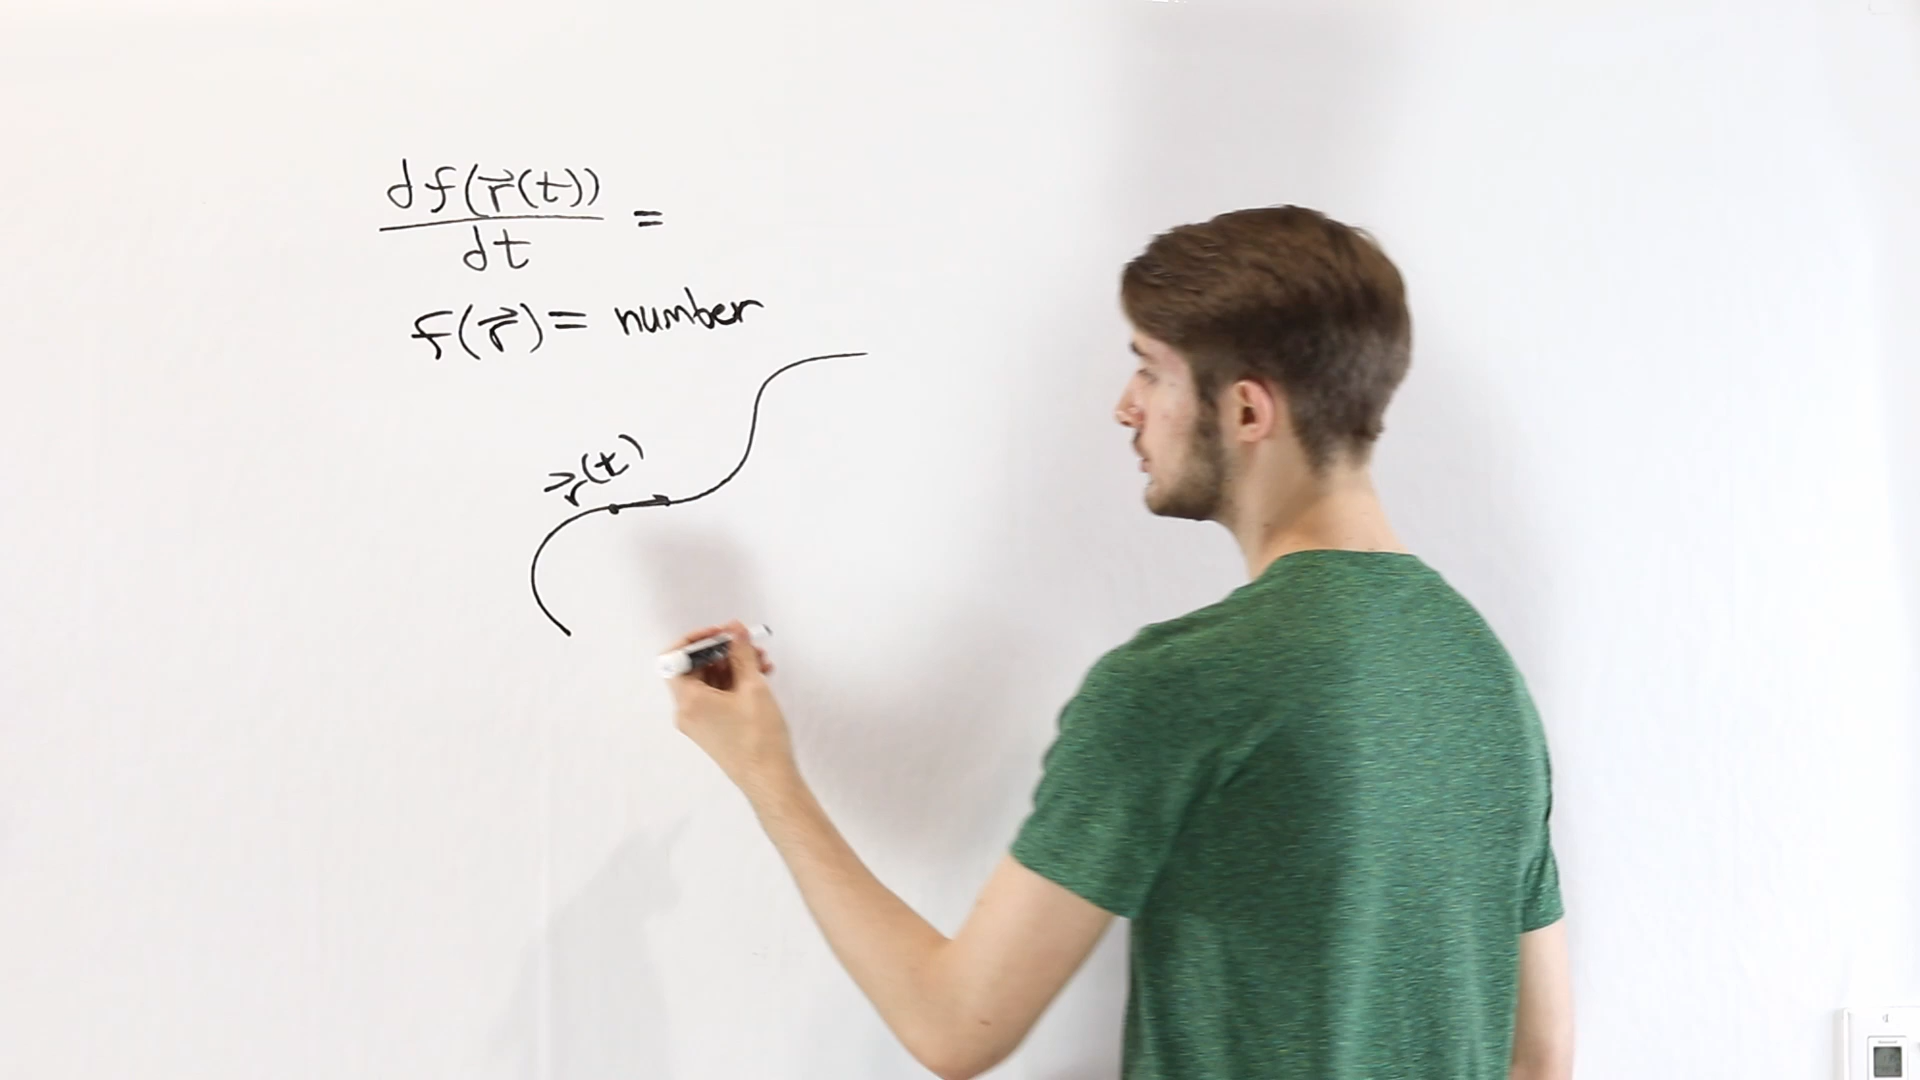 df(r⃗(t))
dt
=
f(r⃗) = number
r⃗(t)